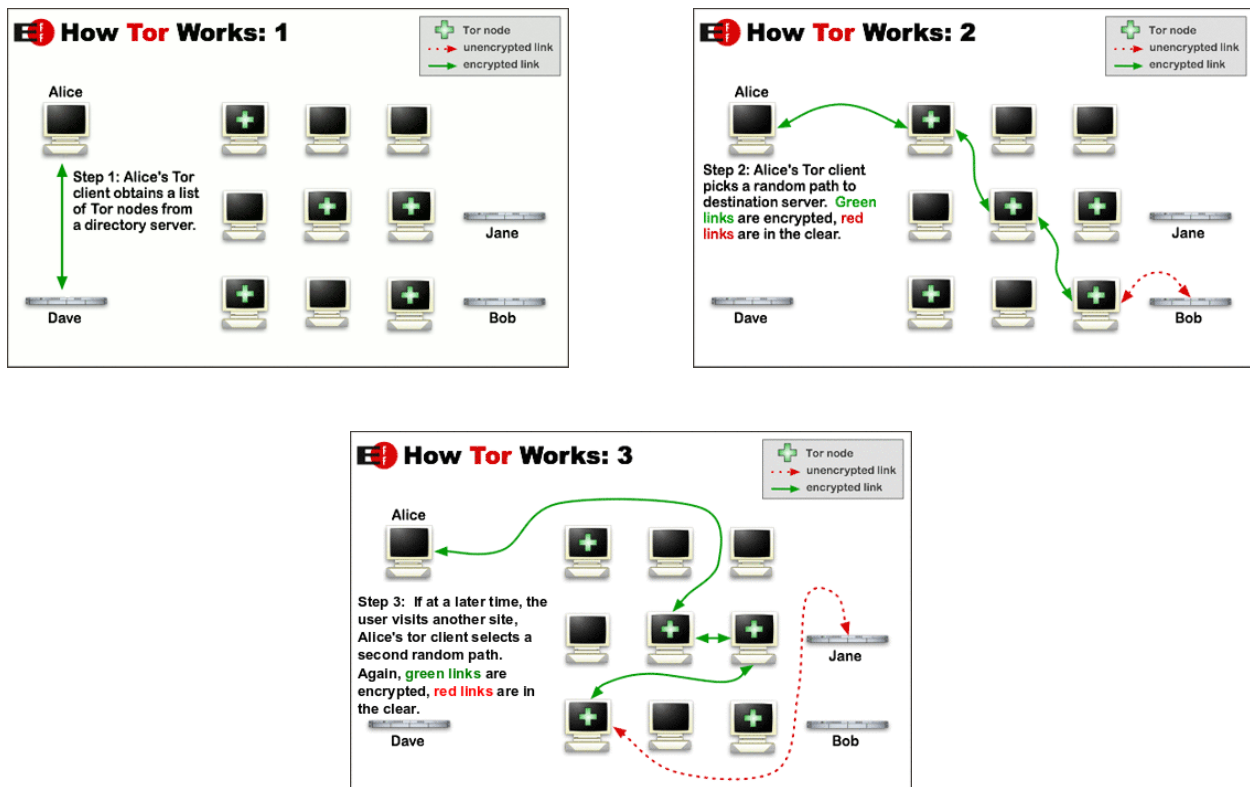 EFF How Tor Works: 1
Tor node
unencrypted link
encrypted link
Alice
Step 1: Alice's Tor
client obtains a list
of Tor nodes from
a directory server.
Jane
Dave
Bob
EFF How Tor Works: 2
Tor node
unencrypted link
encrypted link
Alice
Step 2: Alice's Tor client
picks a random path to
destination server. Green
links are encrypted, red
links are in the clear.
Jane
Dave
Bob
EFF How Tor Works: 3
Tor node
unencrypted link
encrypted link
Alice
Step 3: If at a later time, the
user visits another site,
Alice's tor client selects a
second random path.
Again, green links are
encrypted, red links are in
the clear.
Jane
Dave
Bob